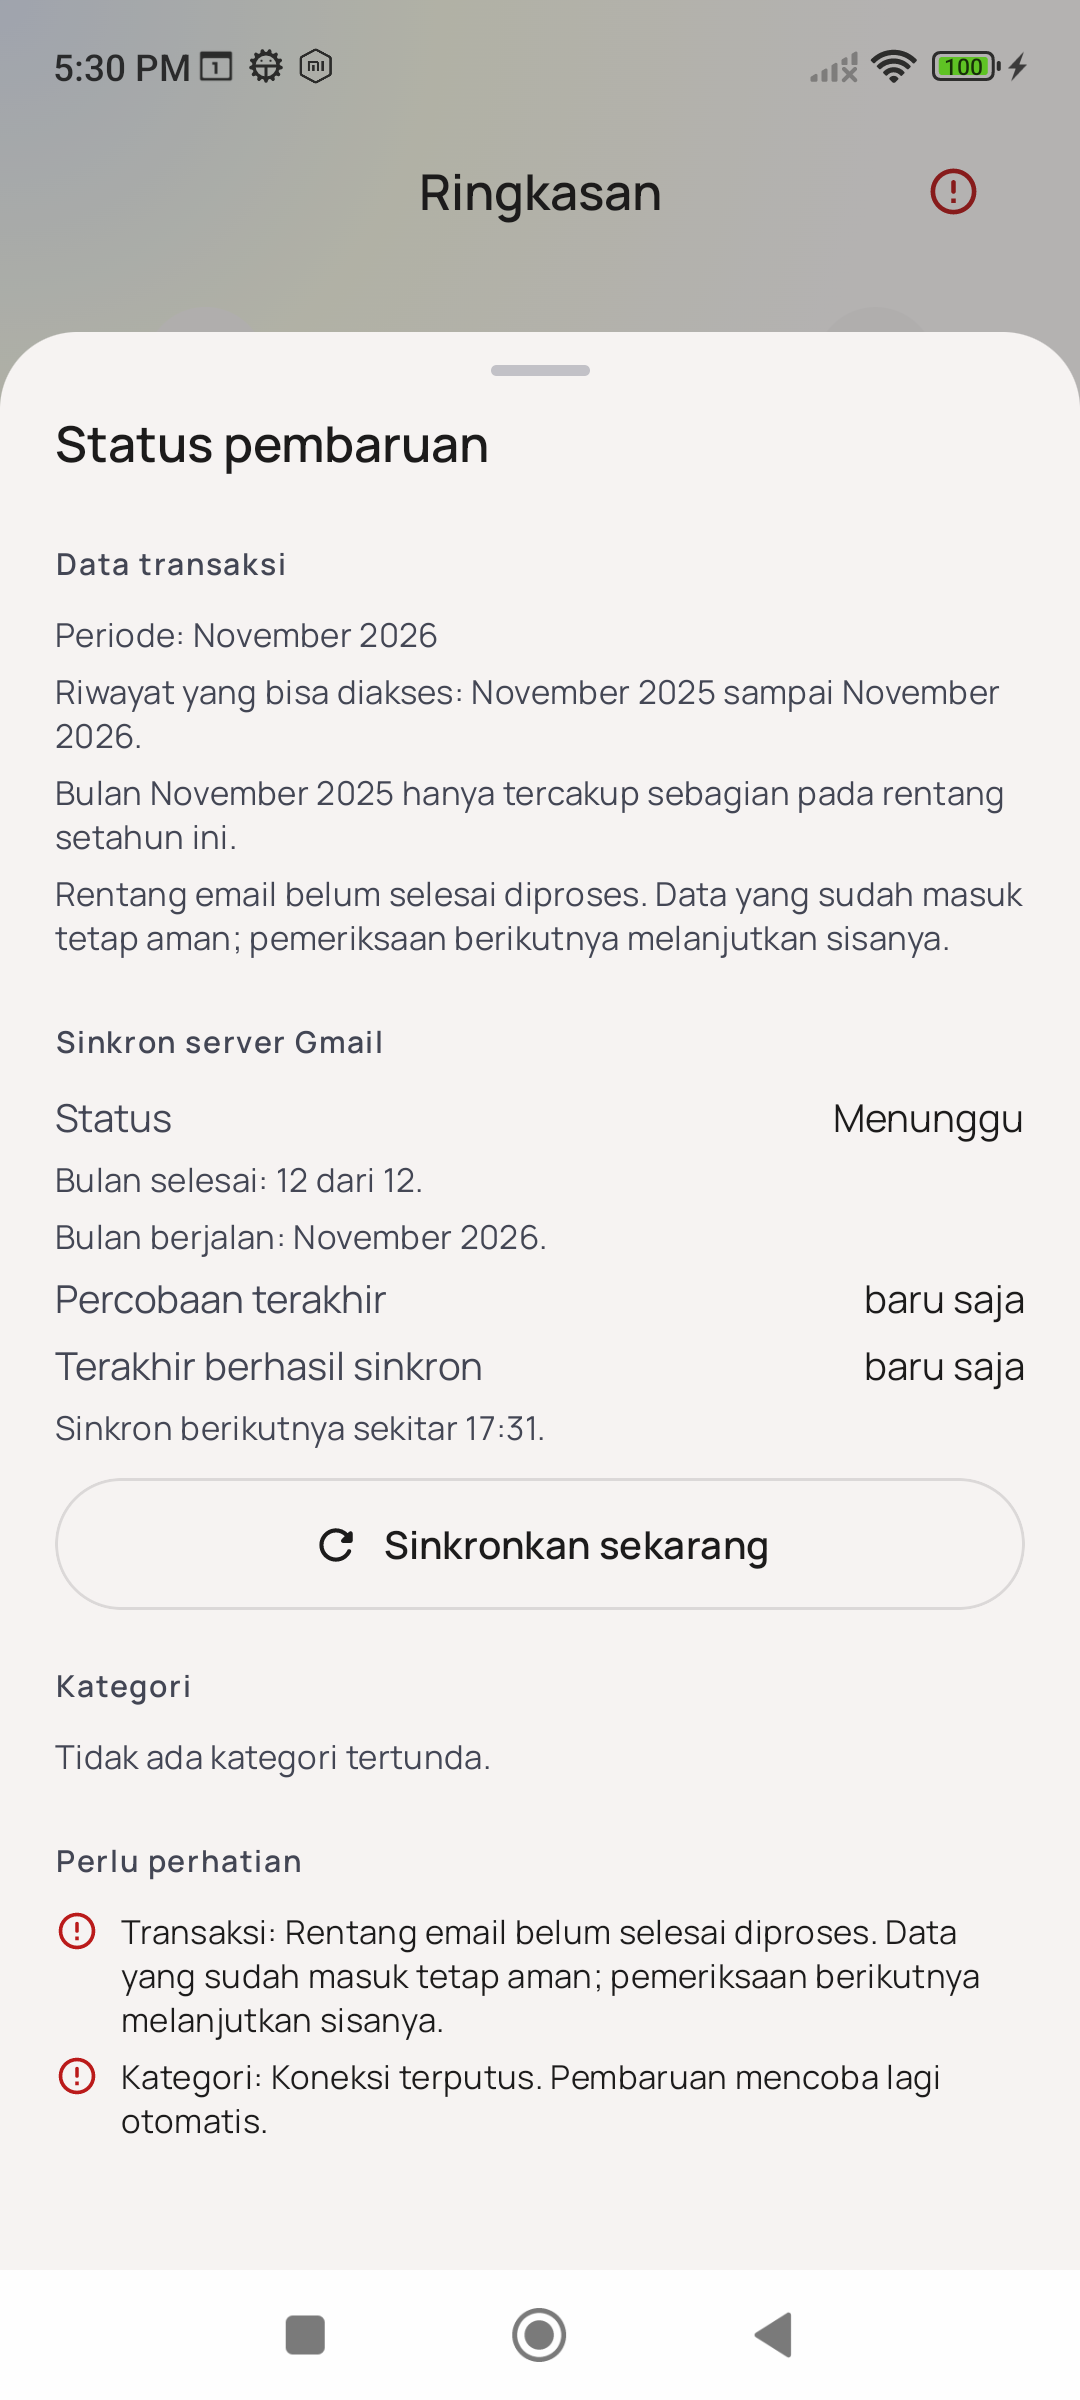 5:30 PM
100
Ringkasan
Status pembaruan
Data transaksi
Periode: November 2026
Riwayat yang bisa diakses: November 2025 sampai November
2026.
Bulan November 2025 hanya tercakup sebagian pada rentang
setahun ini.
Rentang email belum selesai diproses. Data yang sudah masuk
tetap aman; pemeriksaan berikutnya melanjutkan sisanya.
Sinkron server Gmail
Status Menunggu
Bulan selesai: 12 dari 12.
Bulan berjalan: November 2026.
Percobaan terakhir baru saja
Terakhir berhasil sinkron baru saja
Sinkron berikutnya sekitar 17:31.
Sinkronkan sekarang
Kategori
Tidak ada kategori tertunda.
Perlu perhatian
Transaksi: Rentang email belum selesai diproses. Data
yang sudah masuk tetap aman; pemeriksaan berikutnya
melanjutkan sisanya.
Kategori: Koneksi terputus. Pembaruan mencoba lagi
otomatis.